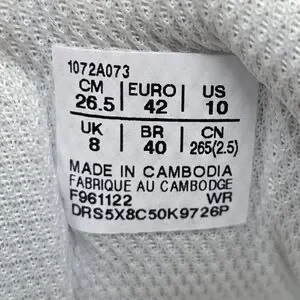 1072A073
CM EURO US
26.5 42 10
UK BR CN
8 40 265(2.5)
MADE IN CAMBODIA
FABRIQUE AU CAMBODGE
F961122 WR
DRS5X8C50K9726P